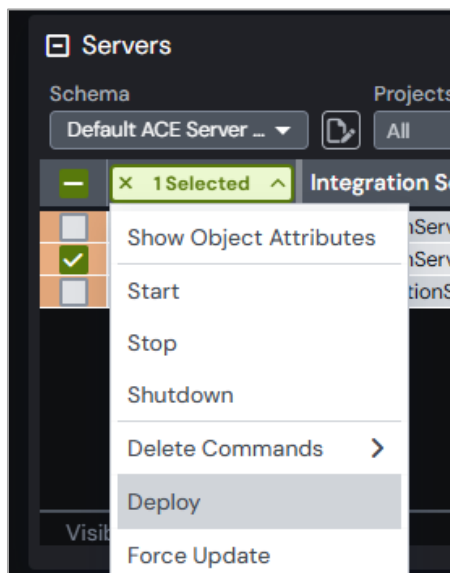 Servers
Schema Projects
Default ACE Server ... All
1 Selected Integration S
Show Object Attributes
Start
Stop
Shutdown
Delete Commands
Deploy
Force Update
Visib